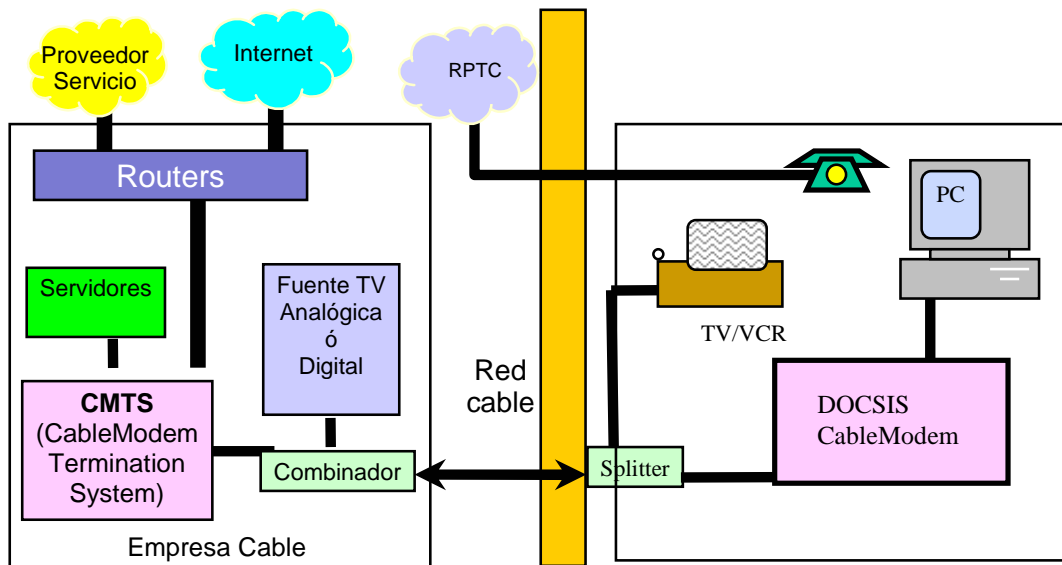 Proveedor
Servicio
Internet
RPTC
Routers
PC
Servidores
Fuente TV
Analógica
ó
Digital
TV/VCR
Red
cable
CMTS
(CableModem
Termination
System)
DOCSIS
CableModem
Combinador
Splitter
Empresa Cable